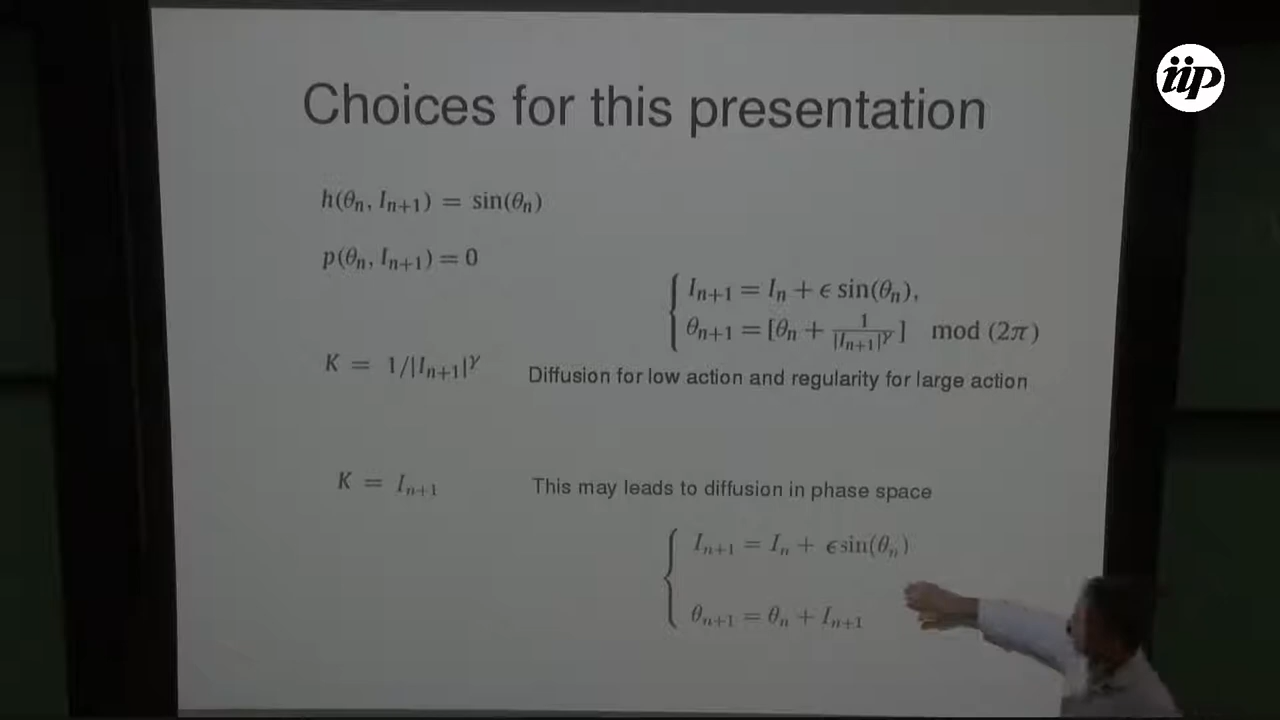 iip
Choices for this presentation
h(θₙ, Iₙ₊₁) = sin(θₙ)
p(θₙ, Iₙ₊₁) = 0
Iₙ₊₁ = Iₙ + ϵ sin(θₙ),
θₙ₊₁ = [θₙ + 1/|Iₙ₊₁|^γ] mod (2π)
K = 1/|Iₙ₊₁|^γ
Diffusion for low action and regularity for large action
K = Iₙ₊₁
This may leads to diffusion in phase space
Iₙ₊₁ = Iₙ + ϵsin(θₙ)
θₙ₊₁ = θₙ + Iₙ₊₁